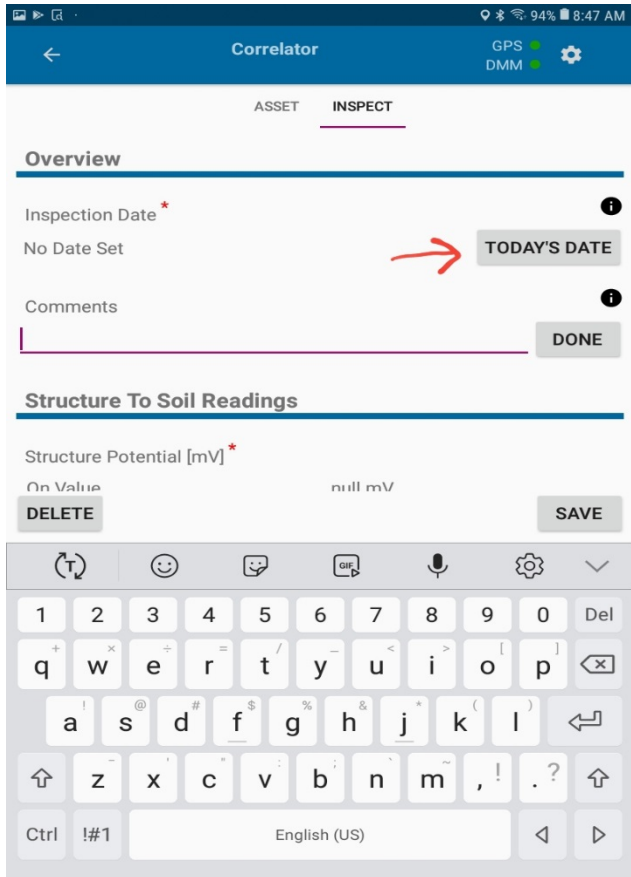 94% 8:47 AM
Correlator
GPS
DMM
ASSET INSPECT
Overview
Inspection Date *
No Date Set
TODAY'S DATE
Comments
DONE
Structure To Soil Readings
Structure Potential [mV] *
On Value null mV
DELETE SAVE
T GIF
1 2 3 4 5 6 7 8 9 0 Del
+ × ÷ = / _ < > [ ]
q w e r t y u i o p
! @ # $ % & * ( )
a s d f g h j k l
- ' " : ; , ~ ! ?
z x c v b n m , .
Ctrl !#1 English (US)